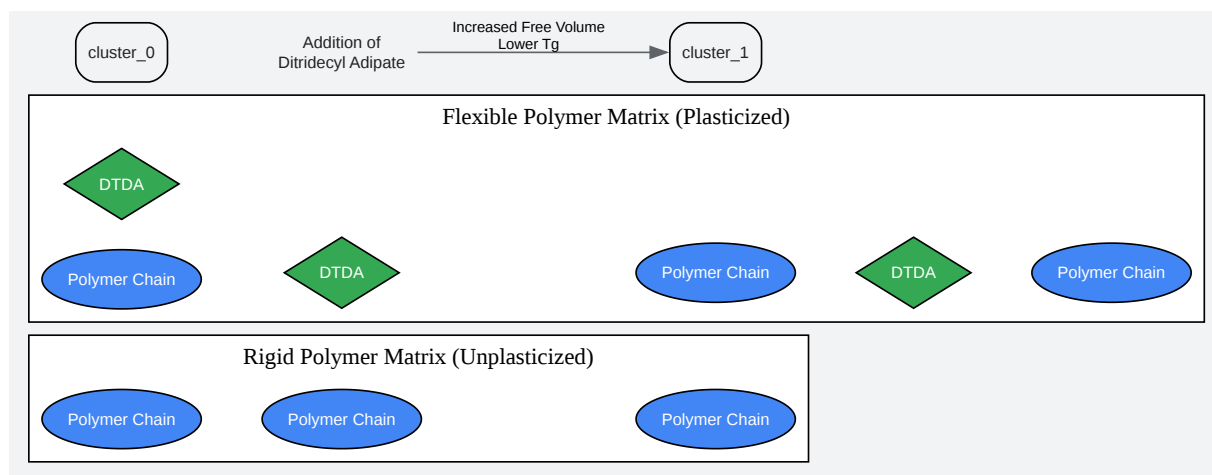 cluster_0
Addition of
Ditridecyl Adipate
Increased Free Volume
Lower Tg
cluster_1
Flexible Polymer Matrix (Plasticized)
DTDA
Polymer Chain
DTDA
Polymer Chain
DTDA
Polymer Chain
Rigid Polymer Matrix (Unplasticized)
Polymer Chain
Polymer Chain
Polymer Chain